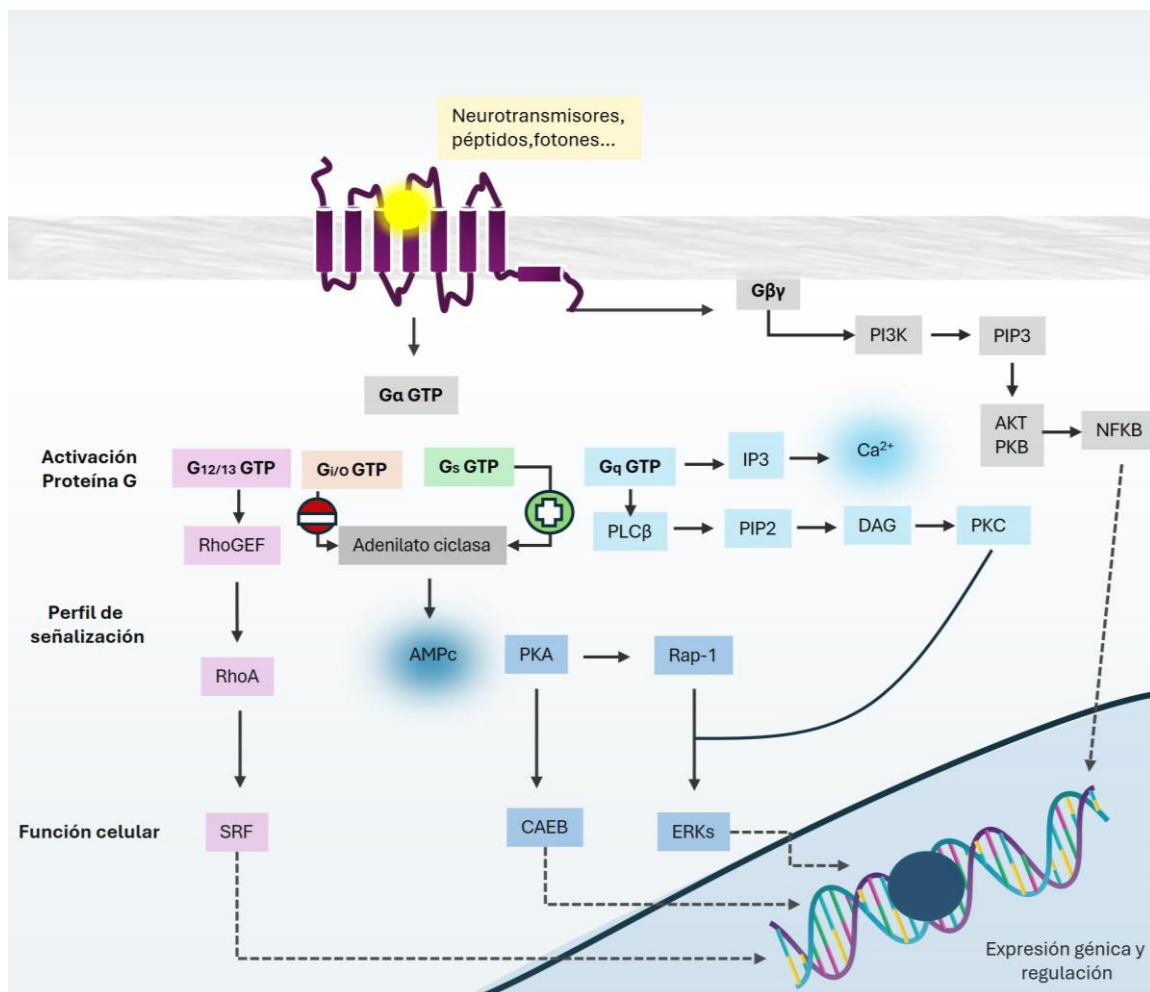 Neurotransmisores,
péptidos,fotones...
Gβγ
PI3K
PIP3
Gα GTP
AKT
PKB
NFKB
Activación
Proteína G
G12/13 GTP
Gi/O GTP
GS GTP
Gq GTP
IP3
Ca²⁺
RhoGEF
Adenilato ciclasa
PLCβ
PIP2
DAG
PKC
Perfil de
señalización
RhoA
AMPc
PKA
Rap-1
Función celular
SRF
CAEB
ERKs
Expresión génica y
regulación